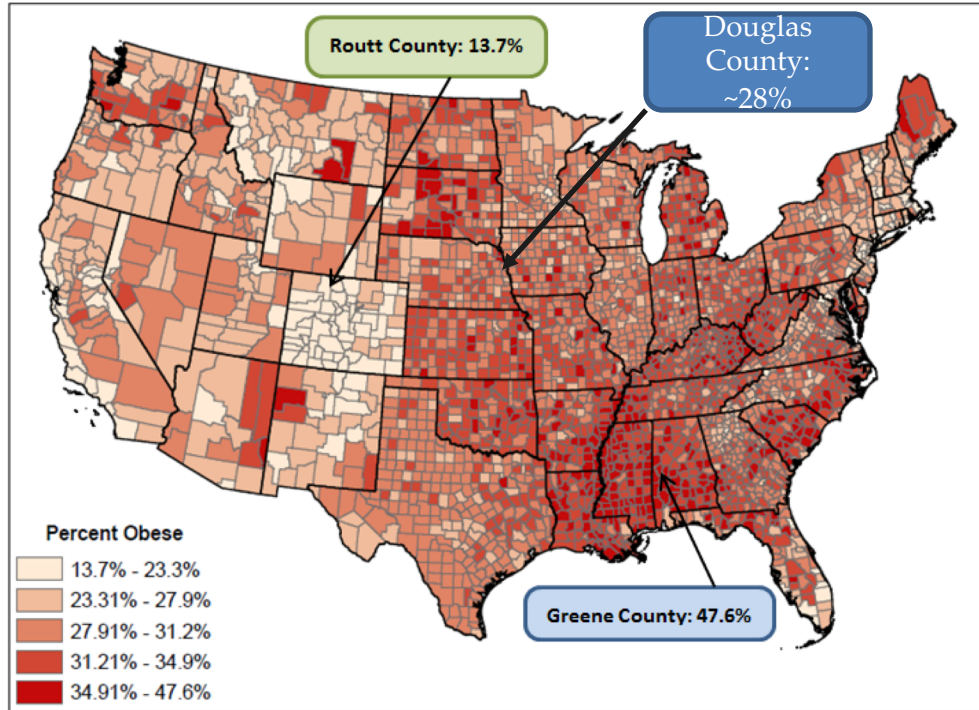 Routt County: 13.7%
Douglas
County:
~28%
Percent Obese
13.7% - 23.3%
23.31% - 27.9%
27.91% - 31.2%
31.21% - 34.9%
34.91% - 47.6%
Greene County: 47.6%